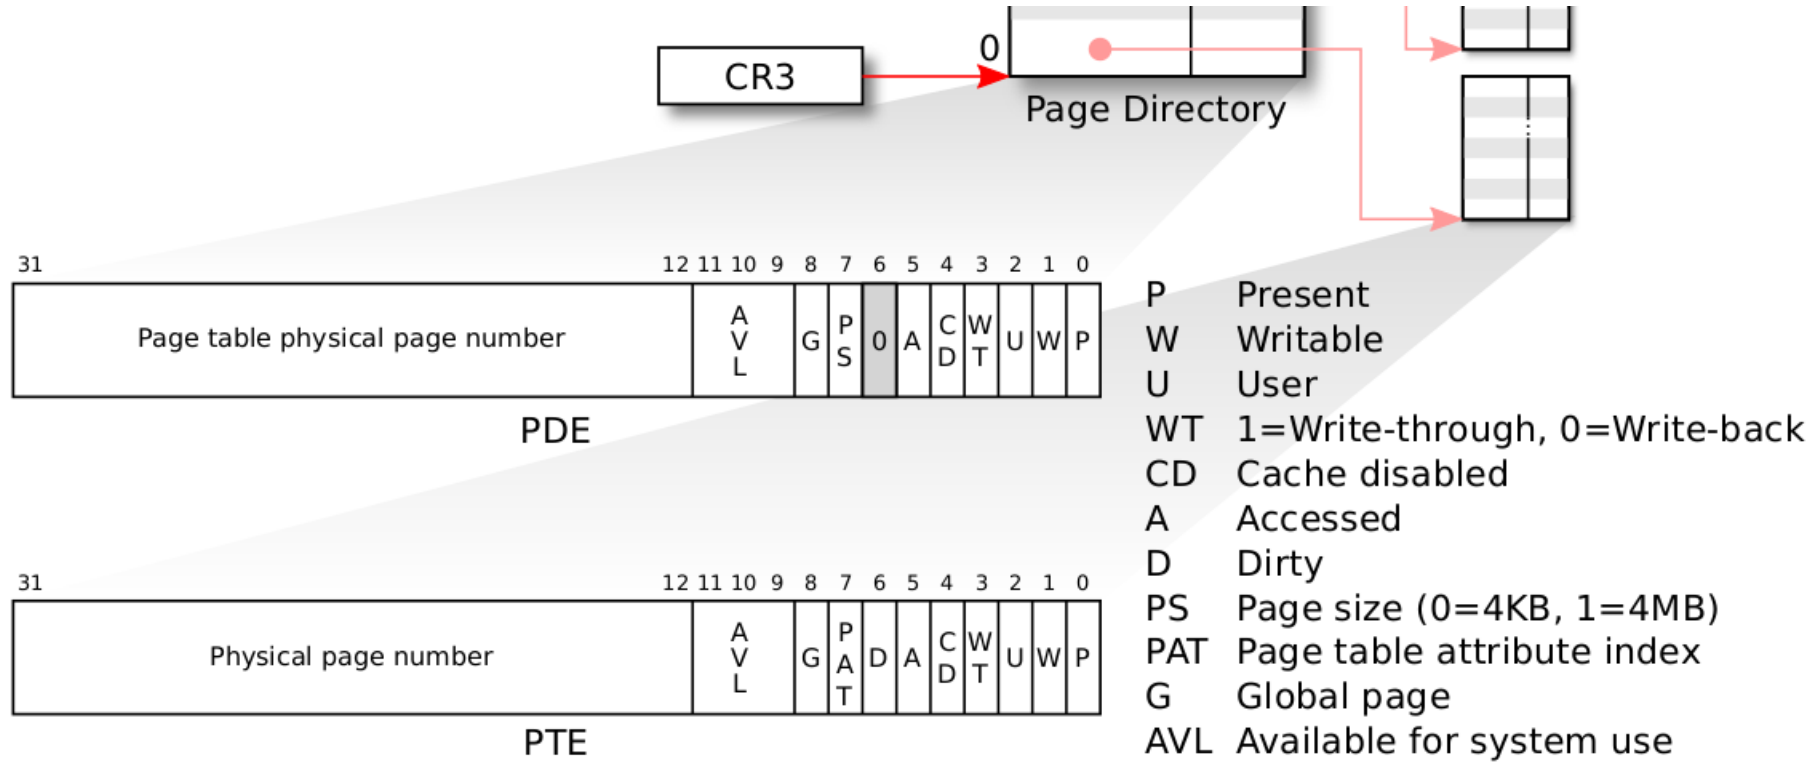 0
CR3
Page Directory
31 12 11 10 9 8 7 6 5 4 3 2 1 0
Page table physical page number AVL G PS 0 A CD WT U W P
PDE
31 12 11 10 9 8 7 6 5 4 3 2 1 0
Physical page number AVL G PAT D A CD WT U W P
PTE
P Present
W Writable
U User
WT 1=Write-through, 0=Write-back
CD Cache disabled
A Accessed
D Dirty
PS Page size (0=4KB, 1=4MB)
PAT Page table attribute index
G Global page
AVL Available for system use